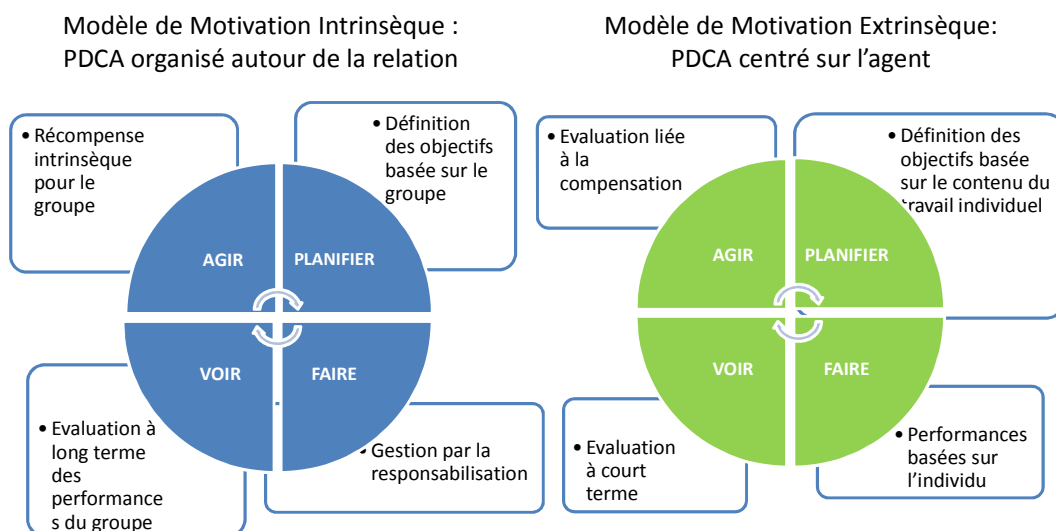 Modèle de Motivation Intrinsèque :
PDCA organisé autour de la relation
• Récompense
intrinsèque
pour le
groupe
• Définition
des objectifs
basée sur le
groupe
AGIR
PLANIFIER
VOIR
FAIRE
• Evaluation à
long terme
des
performance
s du groupe
• Gestion par la
responsabilisation
Modèle de Motivation Extrinsèque:
PDCA centré sur l’agent
• Evaluation liée
à la
compensation
• Définition des
objectifs basée
sur le contenu du
travail individuel
AGIR
PLANIFIER
VOIR
FAIRE
• Evaluation
à court
terme
• Performances
basées sur
l’individu